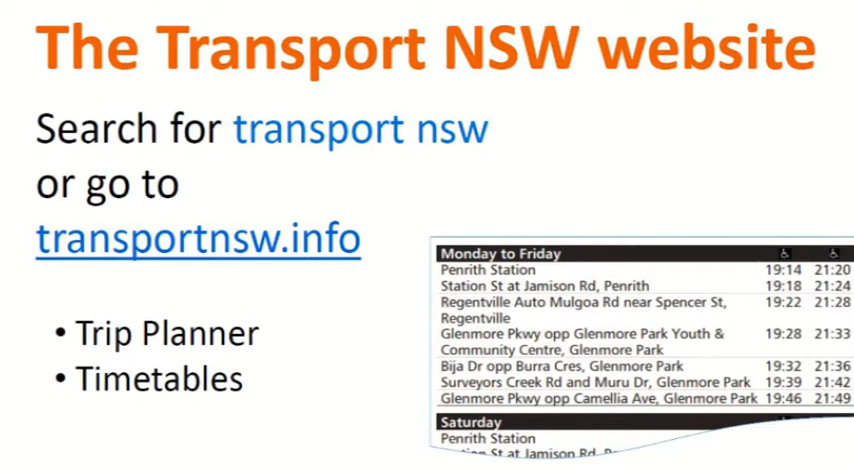 The Transport NSW website
Search for transport nsw
or go to
transportnsw.info
• Trip Planner
• Timetables
Monday to Friday
Penrith Station 19:14 21:20
Station St at Jamison Rd, Penrith 19:18 21:24
Regentville Auto Mulgoa Rd near Spencer St, 19:22 21:28
Regentville
Glenmore Pkwy opp Glenmore Park Youth & 19:28 21:33
Community Centre, Glenmore Park
Bija Dr opp Burra Cres, Glenmore Park 19:32 21:36
Surveyors Creek Rd and Muru Dr, Glenmore Park 19:39 21:42
Glenmore Pkwy opp Camellia Ave, Glenmore Park 19:46 21:49
Saturday
Penrith Station
St at Jamison Rd,